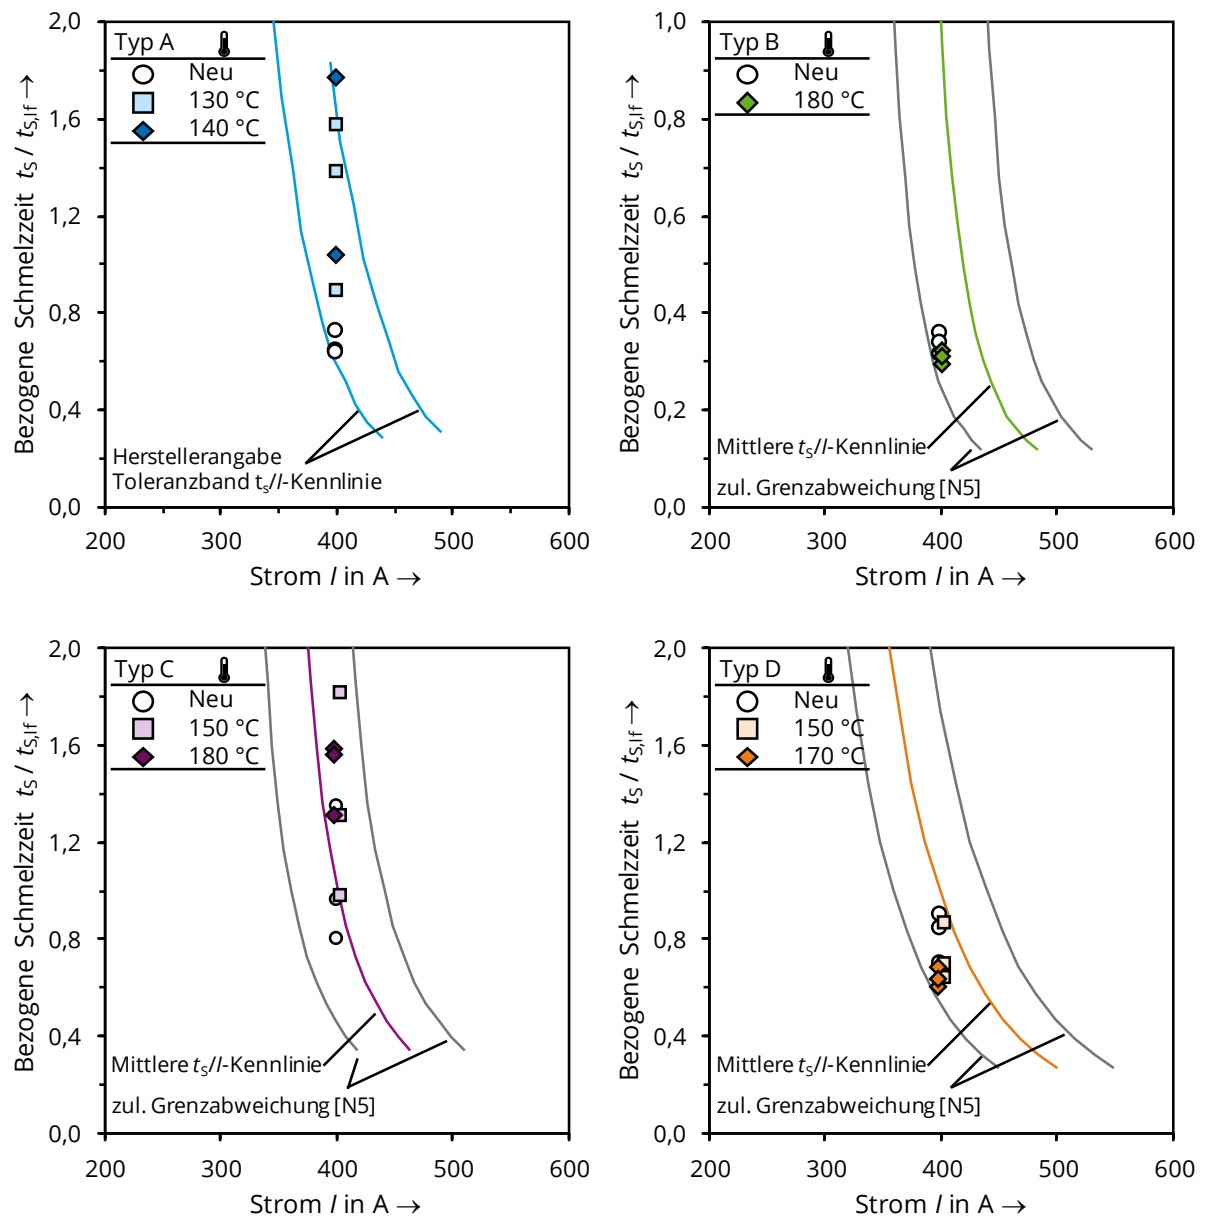 Bezogene Schmelzzeit tS / tS,If →
2,0
1,6
1,2
0,8
0,4
0,0
Typ A
Neu
130 °C
140 °C
Herstellerangabe
Toleranzband ts/I-Kennlinie
200 300 400 500 600
Strom I in A →
Bezogene Schmelzzeit tS / tS,If →
1,0
0,8
0,6
0,4
0,2
0,0
Typ B
Neu
180 °C
Mittlere tS/I-Kennlinie
zul. Grenzabweichung [N5]
200 300 400 500 600
Strom I in A →
Bezogene Schmelzzeit tS / tS,If →
2,0
1,6
1,2
0,8
0,4
0,0
Typ C
Neu
150 °C
180 °C
Mittlere tS/I-Kennlinie
zul. Grenzabweichung [N5]
200 300 400 500 600
Strom I in A →
Bezogene Schmelzzeit tS / tS,If →
2,0
1,6
1,2
0,8
0,4
0,0
Typ D
Neu
150 °C
170 °C
Mittlere tS/I-Kennlinie
zul. Grenzabweichung [N5]
200 300 400 500 600
Strom I in A →